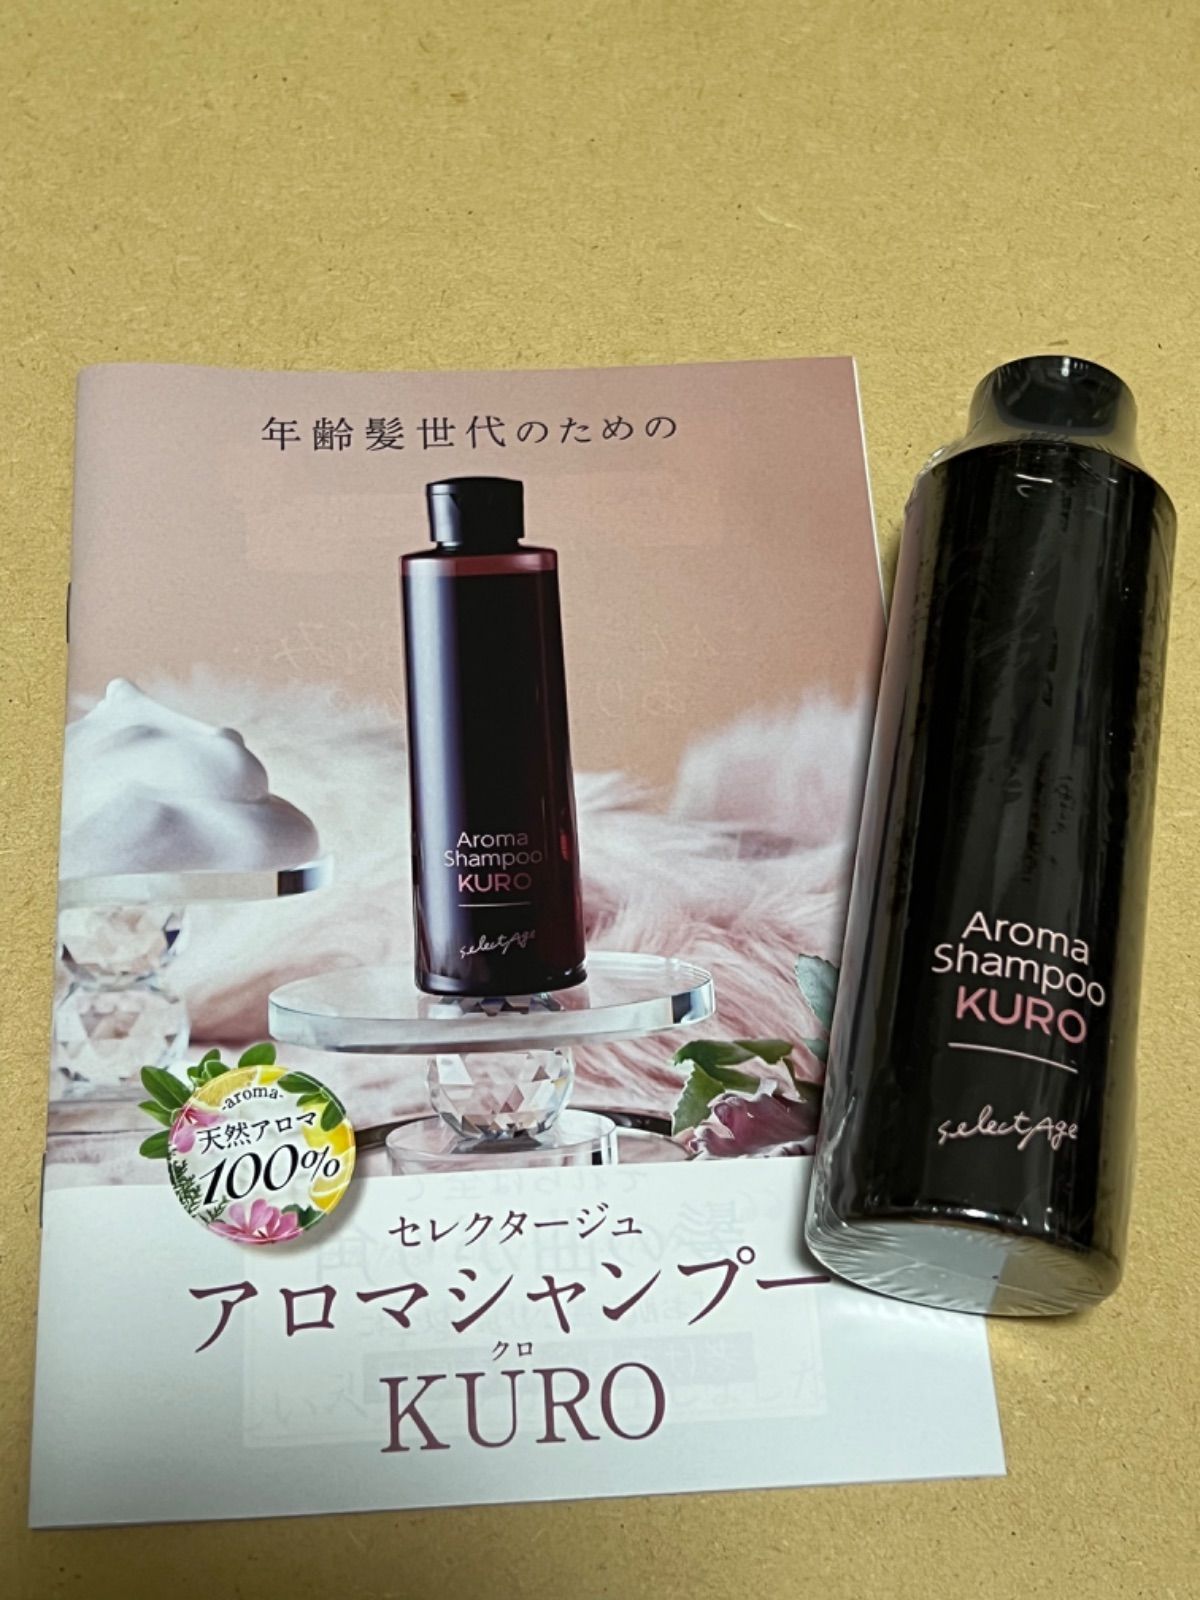 年齢髪世代のための
Aroma
Shampoo
KURO
selectAge
-aroma-
天然アロマ
100%
セレクタージュ
アロマシャンプー
クロ
KURO
Aroma
Shampoo
KURO
selectAge